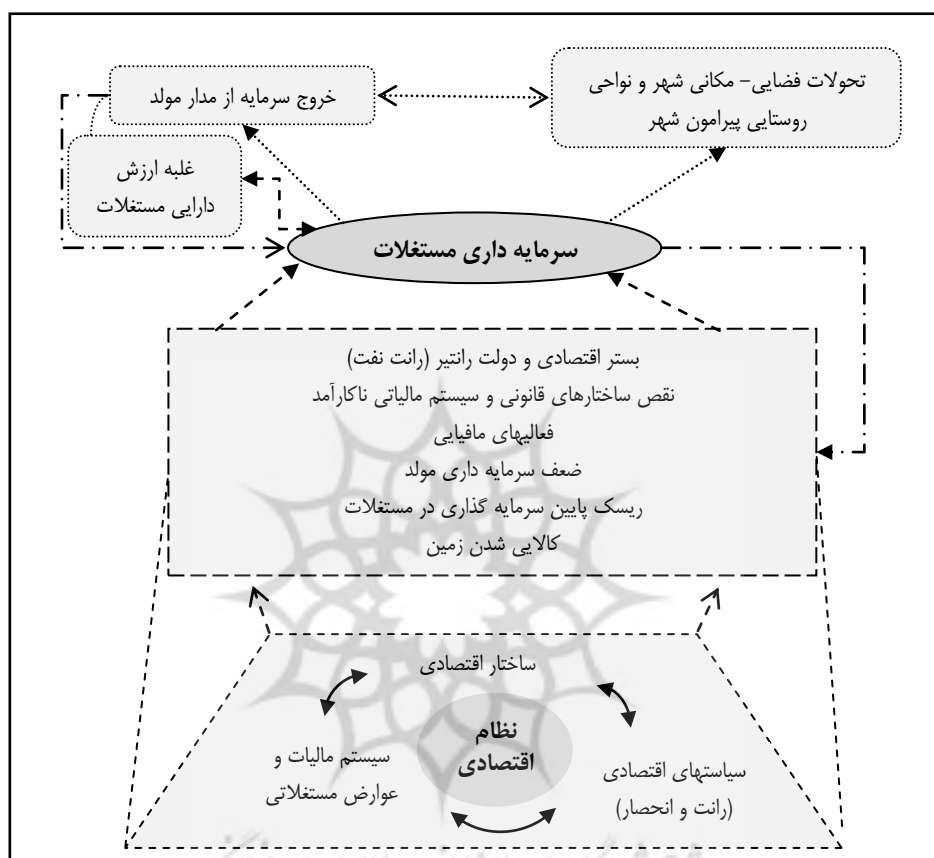 تحولات فضایی- مکانی شهر و نواحی
روستایی پیرامون شهر
خروج سرمایه از مدار مولد
غلبه ارزش
دارایی مستغلات
سرمایه داری مستغلات
بستر اقتصادی و دولت رانتیر (رانت نفت)
نقص ساختارهای قانونی و سیستم مالیاتی ناکارآمد
فعالیهای مافیایی
ضعف سرمایه داری مولد
ریسک پایین سرمایه گذاری در مستغلات
کالایی شدن زمین
ساختار اقتصادی
نظام
اقتصادی
سیاستهای اقتصادی
(رانت و انحصار)
سیستم مالیات و
عوارض مستغلاتی